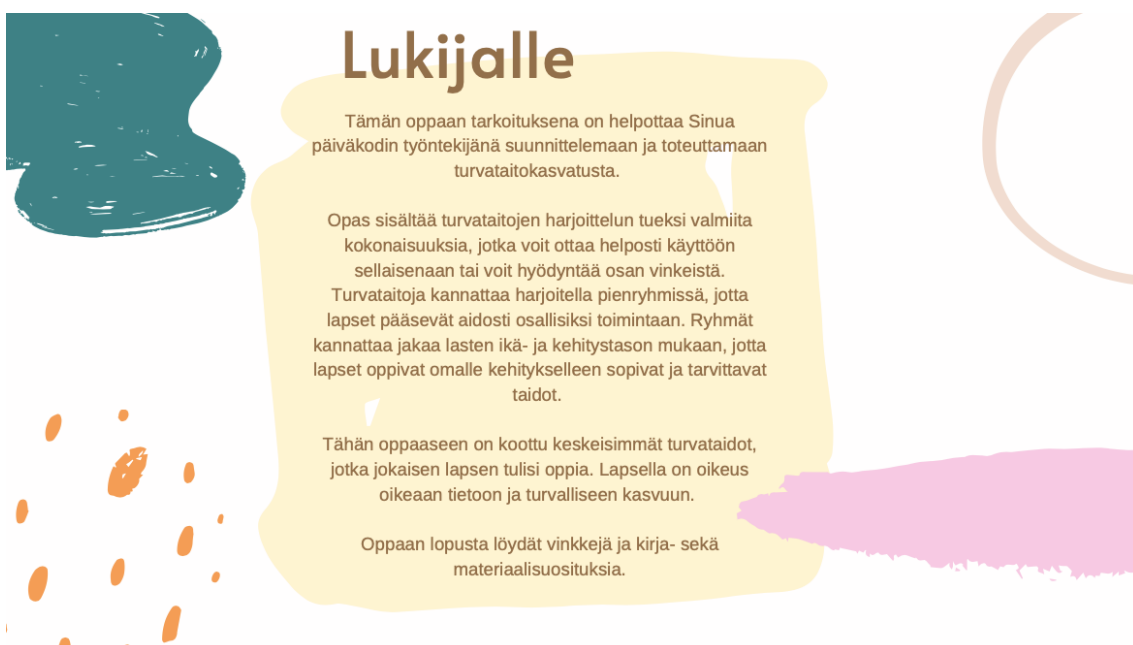 Lukijalle
Tämän oppaan tarkoituksena on helpottaa Sinua
päiväkodin työntekijänä suunnittelemaan ja toteuttamaan
turvataitokasvatusta.
Opas sisältää turvataitojen harjoittelun tueksi valmiita
kokonaisuuksia, jotka voit ottaa helposti käyttöön
sellaisenaan tai voit hyödyntää osan vinkeistä.
Turvataitoja kannattaa harjoitella pienryhmissä, jotta
lapset pääsevät aidosti osallisiksi toimintaan. Ryhmät
kannattaa jakaa lasten ikä- ja kehitystason mukaan, jotta
lapset oppivat omalle kehitykselleen sopivat ja tarvittavat
taidot.
Tähän oppaaseen on koottu keskeisimmät turvataidot,
jotka jokaisen lapsen tulisi oppia. Lapsella on oikeus
oikeaan tietoon ja turvalliseen kasvuun.
Oppaan lopusta löydät vinkkejä ja kirja- sekä
materiaalisuosituksia.